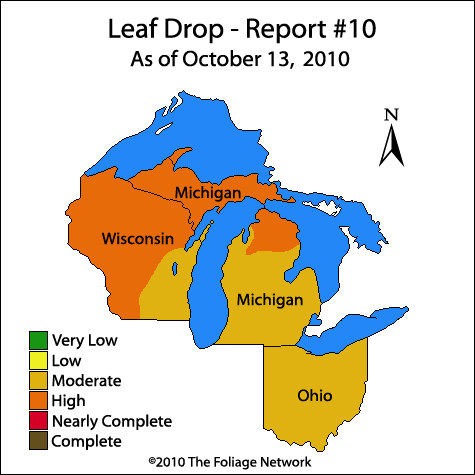 Leaf Drop - Report #10
As of October 13, 2010
N
Michigan
Wisconsin
Michigan
Ohio
Very Low
Low
Moderate
High
Nearly Complete
Complete
©2010 The Foliage Network